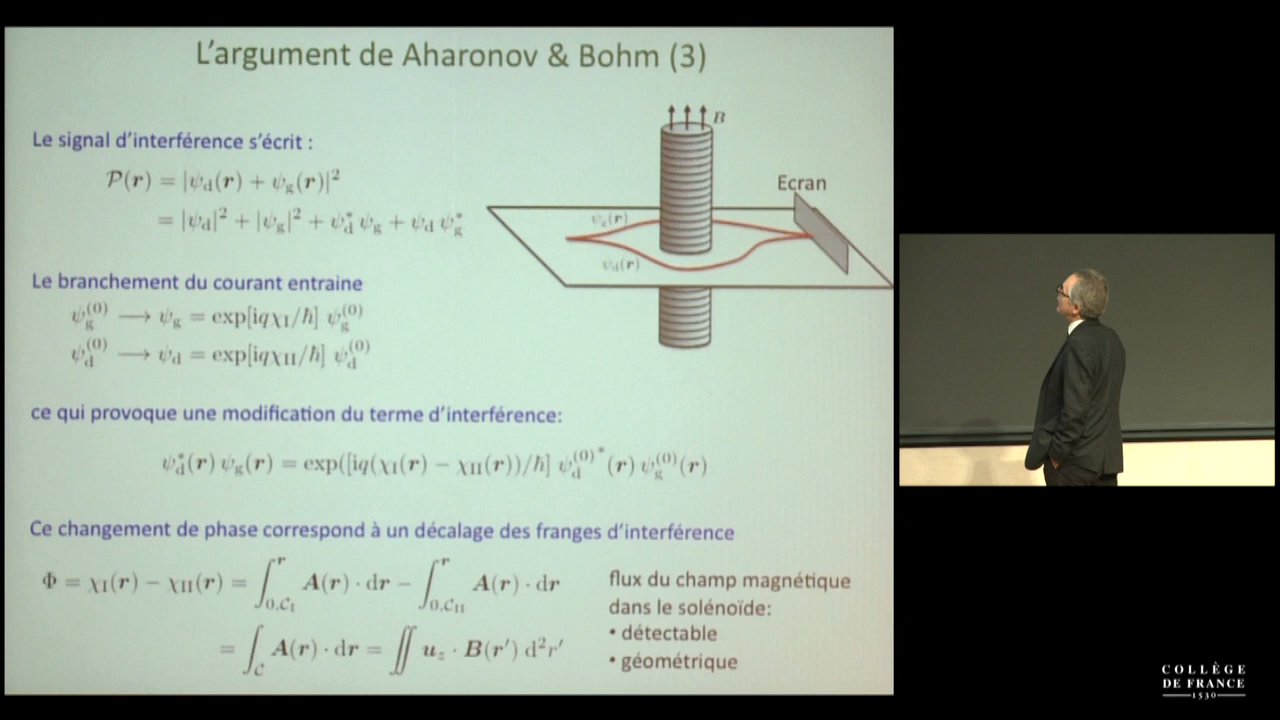 L'argument de Aharonov & Bohm (3)
Le signal d'interférence s'écrit :
𝒫(r) = |ψ_d(r) + ψ_g(r)|²
= |ψ_d|² + |ψ_g|² + ψ_d* ψ_g + ψ_d ψ_g*
B
Ecran
ψ_g(r)
ψ_d(r)
Le branchement du courant entraine
ψ_g^(0) ⟶ ψ_g = exp[iqχ_I/ħ] ψ_g^(0)
ψ_d^(0) ⟶ ψ_d = exp[iqχ_II/ħ] ψ_d^(0)
ce qui provoque une modification du terme d'interférence:
ψ_d*(r) ψ_g(r) = exp([iq(χ_I(r) − χ_II(r))/ħ] ψ_d^(0)*(r) ψ_g^(0)(r)
Ce changement de phase correspond à un décalage des franges d'interférence
Φ = χ_I(r) − χ_II(r) = ∫_{0,C_I}^r A(r) · dr − ∫_{0,C_II}^r A(r) · dr
= ∫_C A(r) · dr = ∬ u_z · B(r′) d²r′
flux du champ magnétique
dans le solénoïde:
• détectable
• géométrique
COLLÈGE
DE FRANCE
1530